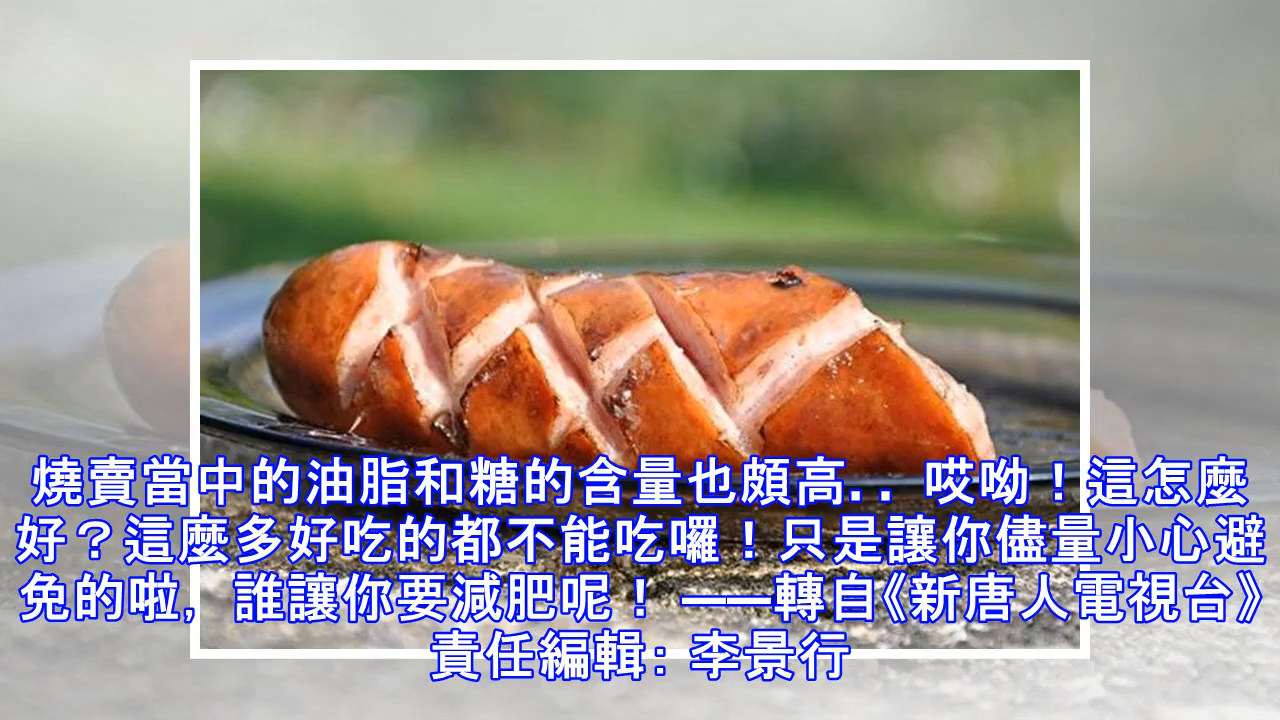 燒賣當中的油脂和糖的含量也頗高.. 哎呦！這怎麼
好？這麼多好吃的都不能吃囉！只是讓你儘量小心避
免的啦, 誰讓你要減肥呢！——轉自《新唐人電視台》
責任編輯: 李景行